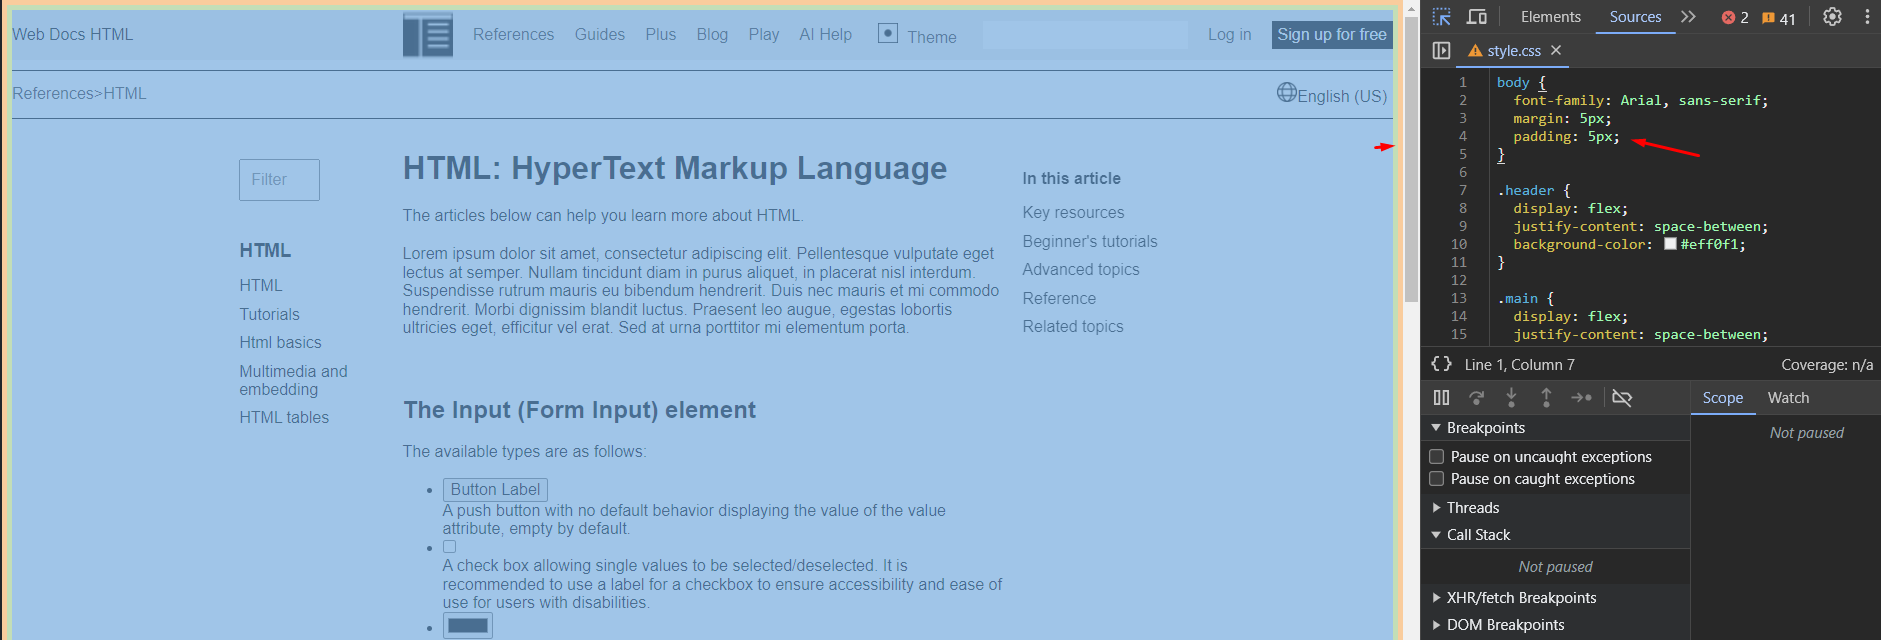 Web Docs HTML
References Guides Plus Blog Play AI Help Theme Log in Sign up for free
References>HTML
English (US)
Filter
HTML
HTML
Tutorials
Html basics
Multimedia and
embedding
HTML tables
HTML: HyperText Markup Language
The articles below can help you learn more about HTML.
Lorem ipsum dolor sit amet, consectetur adipiscing elit. Pellentesque vulputate eget
lectus at semper. Nullam tincidunt diam in purus aliquet, in placerat nisl interdum.
Suspendisse rutrum mauris eu bibendum hendrerit. Duis nec mauris et mi commodo
hendrerit. Morbi dignissim blandit luctus. Praesent leo augue, egestas lobortis
ultricies eget, efficitur vel erat. Sed at urna porttitor mi elementum porta.
The Input (Form Input) element
The available types are as follows:
Button Label
A push button with no default behavior displaying the value of the value
attribute, empty by default.
A check box allowing single values to be selected/deselected. It is
recommended to use a label for a checkbox to ensure accessibility and ease of
use for users with disabilities.
In this article
Key resources
Beginner's tutorials
Advanced topics
Reference
Related topics
Elements Sources 2 41
style.css
1 body {
2 font-family: Arial, sans-serif;
3 margin: 5px;
4 padding: 5px;
5 }
6
7 .header {
8 display: flex;
9 justify-content: space-between;
10 background-color: #eff0f1;
11 }
12
13 .main {
14 display: flex;
15 justify-content: space-between;
{} Line 1, Column 7 Coverage: n/a
Breakpoints
Pause on uncaught exceptions
Pause on caught exceptions
Threads
Call Stack
Not paused
XHR/fetch Breakpoints
DOM Breakpoints
Scope Watch
Not paused